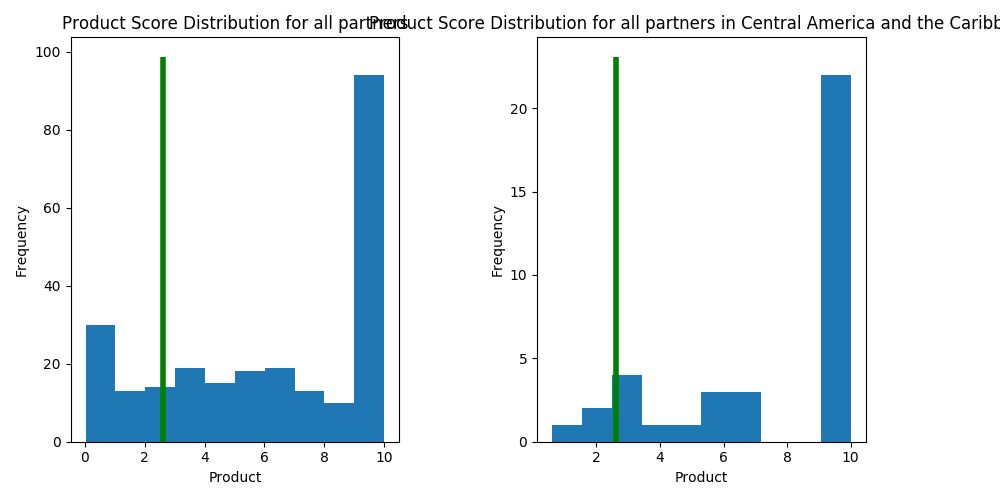 Product Score Distribution for all partners
Product Score Distribution for all partners in Central America and the Caribb
100
80
60
40
20
0
Frequency
0 2 4 6 8 10
Product
20
15
10
5
0
Frequency
2 4 6 8 10
Product